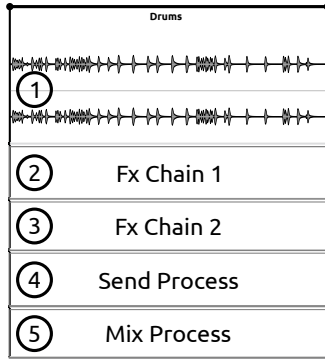 Drums
1
2 Fx Chain 1
3 Fx Chain 2
4 Send Process
5 Mix Process